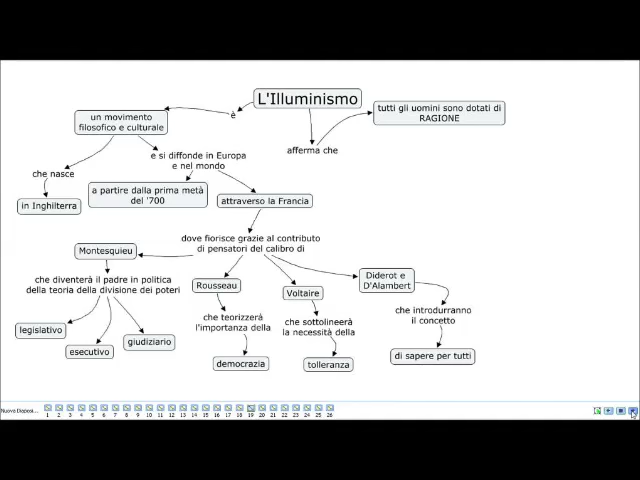 L'Illuminismo
è
un movimento
filosofico e culturale
afferma che
tutti gli uomini sono dotati di
RAGIONE
che nasce
in Inghilterra
e si diffonde in Europa
e nel mondo
a partire dalla prima metà
del '700
attraverso la Francia
dove fiorisce grazie al contributo
di pensatori del calibro di
Montesquieu
che diventerà il padre in politica
della teoria della divisione dei poteri
legislativo
esecutivo
giudiziario
Rousseau
che teorizzerà
l'importanza della
democrazia
Voltaire
che sottolineerà
la necessità della
tolleranza
Diderot e
D'Alambert
che introdurranno
il concetto
di sapere per tutti
1 2 3 4 5 6 7 8 9 10 11 12 13 14 15 16 17 18 19 20 21 22 23 24 25 26